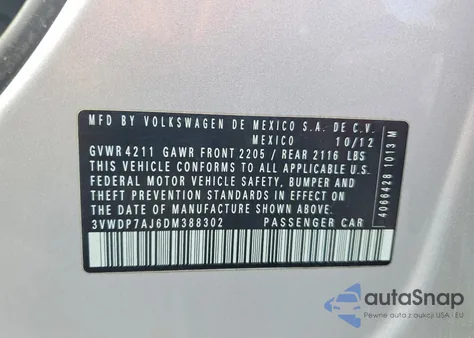 MFD BY VOLKSWAGEN DE MEXICO S.A. DE C.V.
MEXICO 10/12
GVWR 4211 GAWR FRONT 2205 / REAR 2116 LBS
THIS VEHICLE CONFORMS TO ALL APPLICABLE U.S.
FEDERAL MOTOR VEHICLE SAFETY, BUMPER AND
THEFT PREVENTION STANDARDS IN EFFECT ON THE
DATE OF MANUFACTURE SHOWN ABOVE.
3VWDP7AJ6DM388302 PASSENGER CAR
4066428 1013 M
autoSnap
Pewne auta z aukcji USA - EU